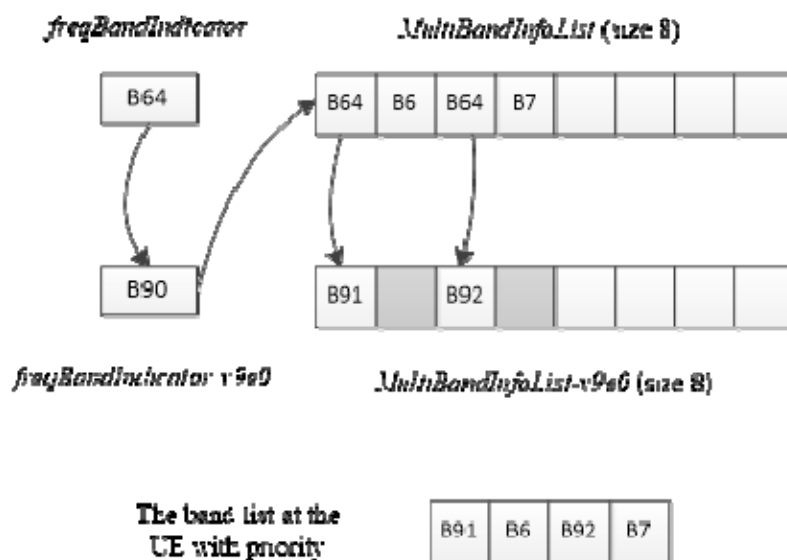 freqBandIndicator MultiBandInfoList (size 8)
B64 B64 B6 B64 B7
B90 B91 B92
freqBandIndicator-v9e0 MultiBandInfoList-v9e0 (size 8)
The band list at the
UE with priority
B91 B6 B92 B7